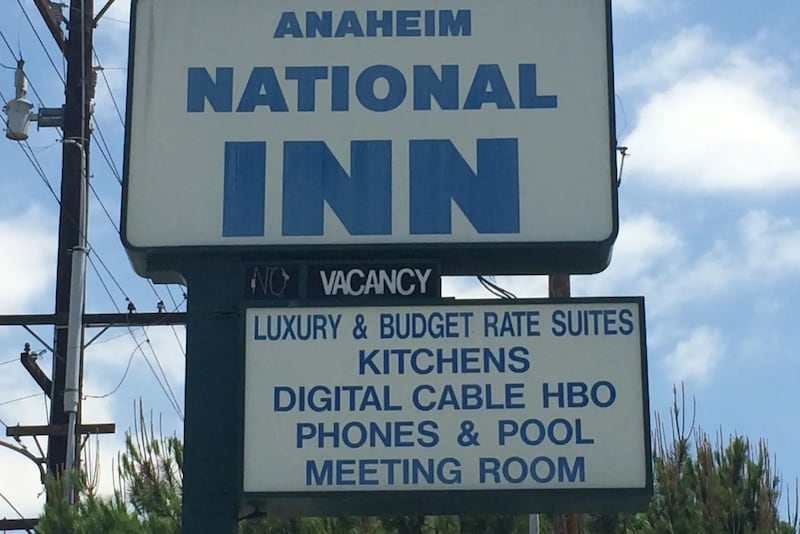 ANAHEIM
NATIONAL
INN
NO VACANCY
LUXURY & BUDGET RATE SUITES
KITCHENS
DIGITAL CABLE HBO
PHONES & POOL
MEETING ROOM